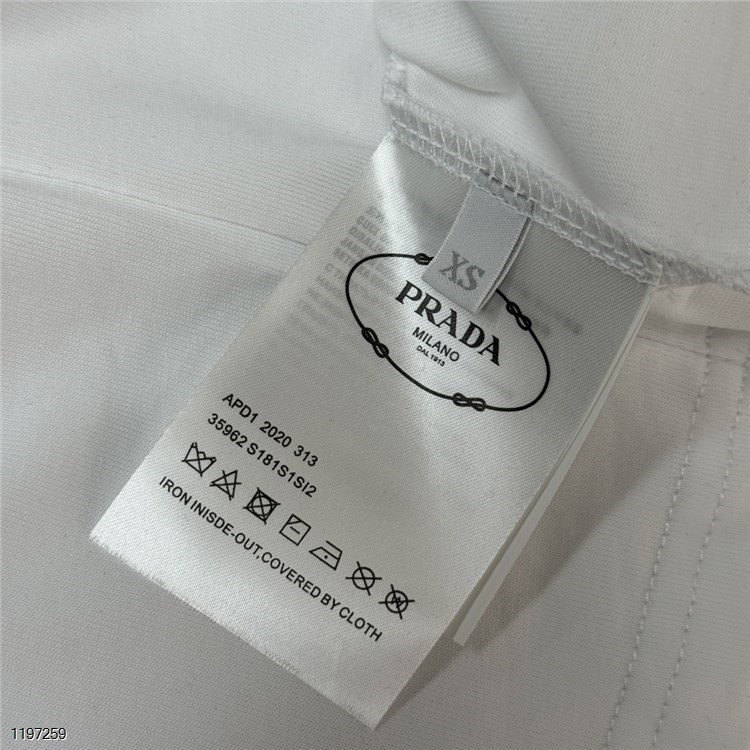 XS
PRADA
MILANO
DAL 1913
APD1 2020 313
35962 S181S1SI2
IRON INISDE-OUT,COVERED BY CLOTH
1197259